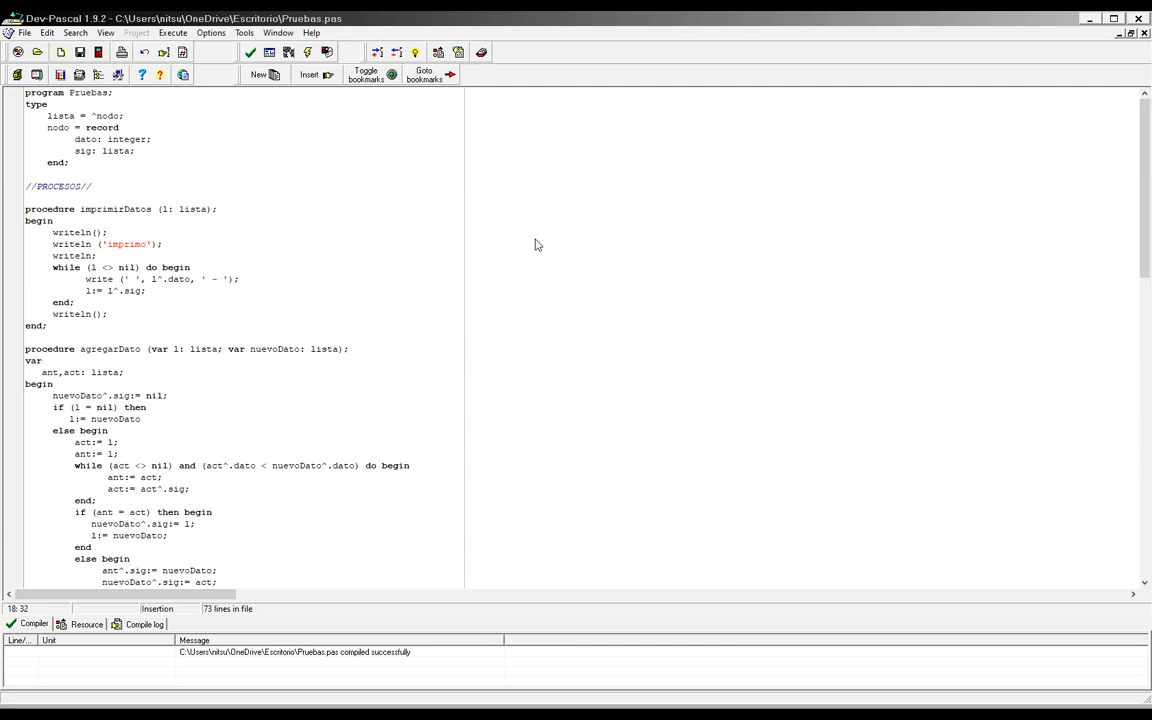 Dev-Pascal 1.9.2 - C:\Users\nitsu\OneDrive\Escritorio\Pruebas.pas
File Edit Search View Project Execute Options Tools Window Help
New Insert Toggle bookmarks Goto bookmarks
program Pruebas;
type
    lista = ^nodo;
    nodo = record
         dato: integer;
         sig: lista;
    end;
//PROCESOS//
procedure imprimirDatos (l: lista);
begin
     writeln();
     writeln ('imprimo');
     writeln;
     while (l <> nil) do begin
           write (' ', l^.dato, ' - ');
           l:= l^.sig;
     end;
     writeln();
end;
procedure agregarDato (var l: lista; var nuevoDato: lista);
var
   ant,act: lista;
begin
     nuevoDato^.sig:= nil;
     if (l = nil) then
        l:= nuevoDato
     else begin
         act:= l;
         ant:= l;
         while (act <> nil) and (act^.dato < nuevoDato^.dato) do begin
               ant:= act;
               act:= act^.sig;
         end;
         if (ant = act) then begin
            nuevoDato^.sig:= l;
            l:= nuevoDato;
         end
         else begin
              ant^.sig:= nuevoDato;
              nuevoDato^.sig:= act;
18: 32 Insertion 73 lines in file
Compiler Resource Compile log
Line/... Unit Message
C:\Users\nitsu\OneDrive\Escritorio\Pruebas.pas compiled successfully